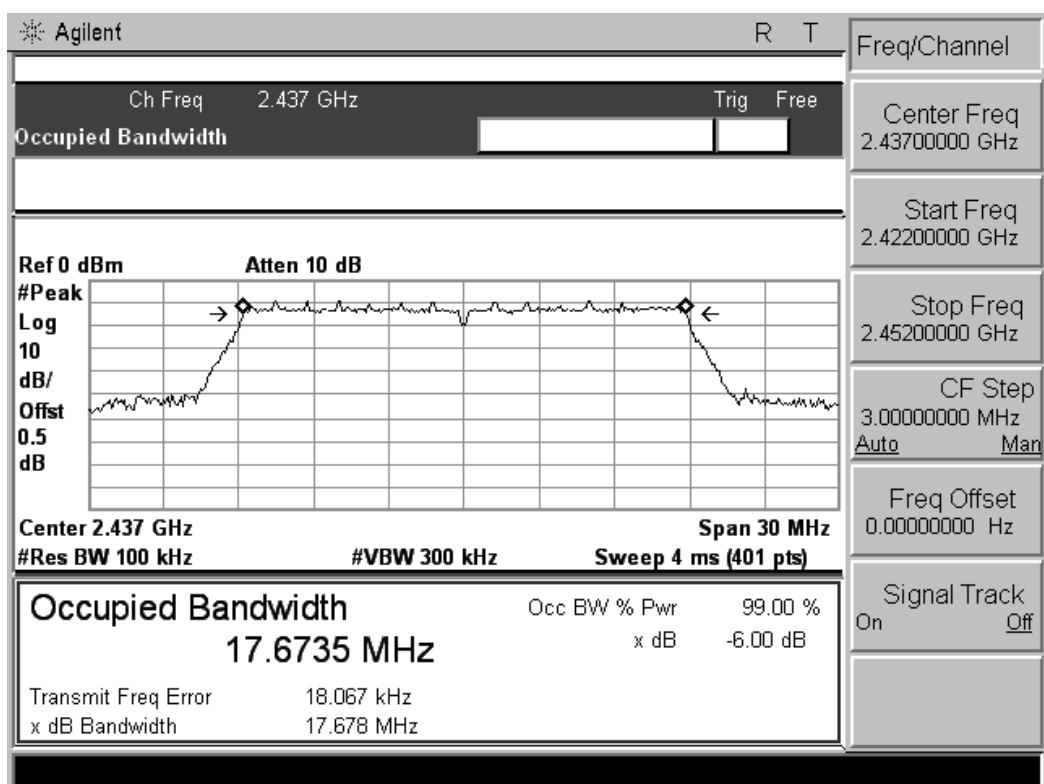 Agilent R T
Ch Freq 2.437 GHz Trig Free
Occupied Bandwidth
Ref 0 dBm Atten 10 dB
#Peak
Log
10
dB/
Offst
0.5
dB
Center 2.437 GHz Span 30 MHz
#Res BW 100 kHz #VBW 300 kHz Sweep 4 ms (401 pts)
Occupied Bandwidth Occ BW % Pwr 99.00 %
17.6735 MHz x dB -6.00 dB
Transmit Freq Error 18.067 kHz
x dB Bandwidth 17.678 MHz
Freq/Channel
Center Freq
2.43700000 GHz
Start Freq
2.42200000 GHz
Stop Freq
2.45200000 GHz
CF Step
3.00000000 MHz
Auto Man
Freq Offset
0.00000000 Hz
Signal Track
On Off